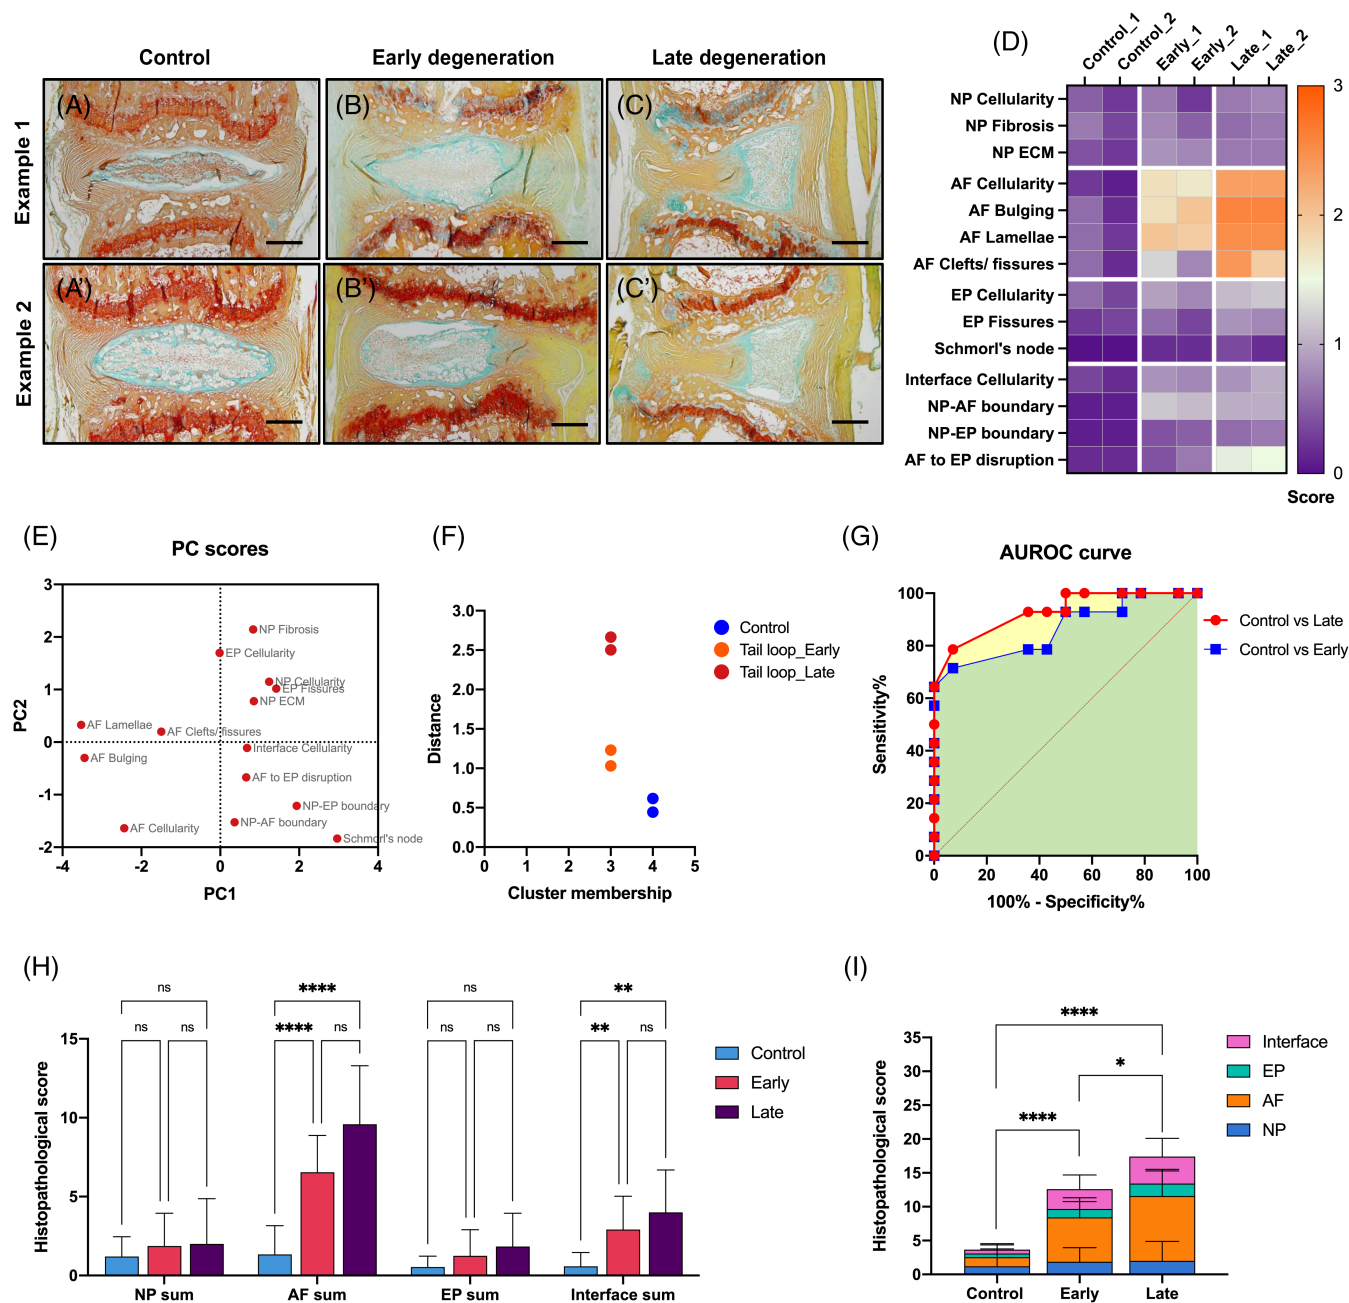 Control
Early degeneration
Late degeneration
(D)
Control_1
Control_2
Early_1
Early_2
Late_1
Late_2
Example 1
(A)
(B)
(C)
Example 2
(A')
(B')
(C')
NP Cellularity
NP Fibrosis
NP ECM
AF Cellularity
AF Bulging
AF Lamellae
AF Clefts/ fissures
EP Cellularity
EP Fissures
Schmorl's node
Interface Cellularity
NP-AF boundary
NP-EP boundary
AF to EP disruption
3
2
1
0
Score
(E)
PC scores
PC2
3
2
1
0
-1
-2
NP Fibrosis
EP Cellularity
NP Cellularity
EP Fissures
NP ECM
AF Lamellae
AF Clefts/ fissures
Interface Cellularity
AF Bulging
AF to EP disruption
NP-EP boundary
NP-AF boundary
AF Cellularity
Schmorl's node
-4
-2
0
2
4
PC1
(F)
Distance
3.0
2.5
2.0
1.5
1.0
0.5
0.0
0
1
2
3
4
5
Cluster membership
Control
Tail loop_Early
Tail loop_Late
(G)
AUROC curve
Sensitivity%
100
80
60
40
20
0
0
20
40
60
80
100
100% - Specificity%
Control vs Late
Control vs Early
(H)
Histopathological score
15
10
5
0
ns
ns
ns
****
****
ns
ns
ns
ns
**
**
ns
NP sum
AF sum
EP sum
Interface sum
Control
Early
Late
(I)
Histopathological score
35
30
25
20
15
10
5
0
****
*
****
Control
Early
Late
Interface
EP
AF
NP